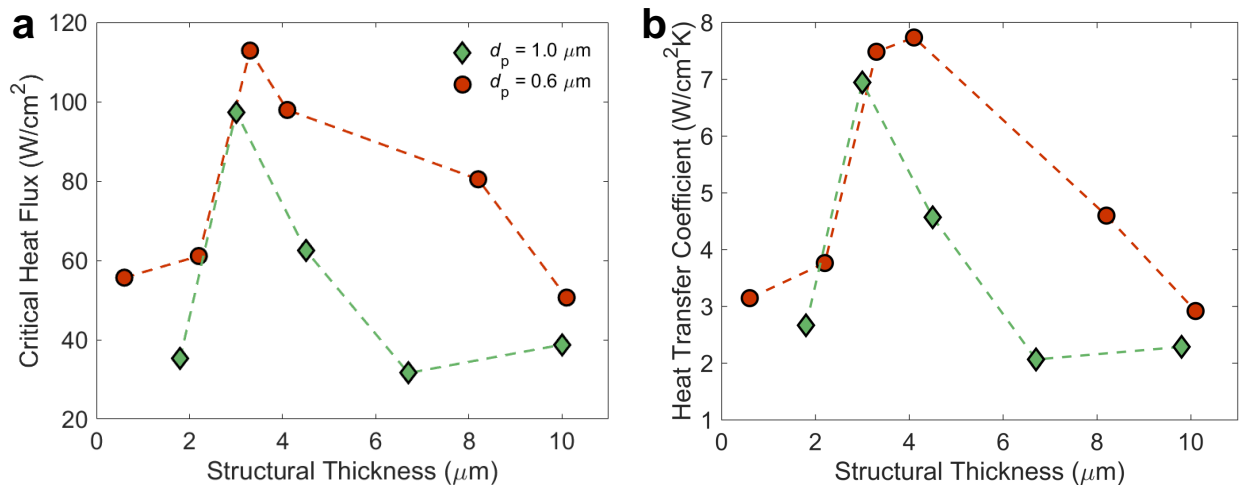 a
120
100
80
60
40
20
Critical Heat Flux (W/cm²)
d_p = 1.0 μm
d_p = 0.6 μm
0 2 4 6 8 10
Structural Thickness (μm)
b
8
7
6
5
4
3
2
1
Heat Transfer Coefficient (W/cm²K)
0 2 4 6 8 10
Structural Thickness (μm)